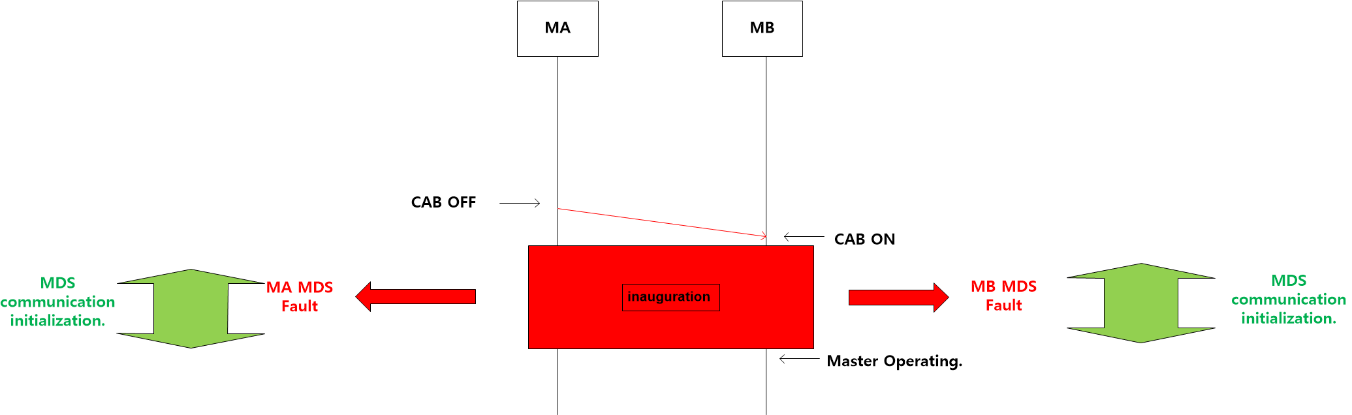 MA
MB
CAB OFF
CAB ON
MDS
communication
initialization.
MA MDS
Fault
inauguration
MB MDS
Fault
MDS
communication
initialization.
Master Operating.